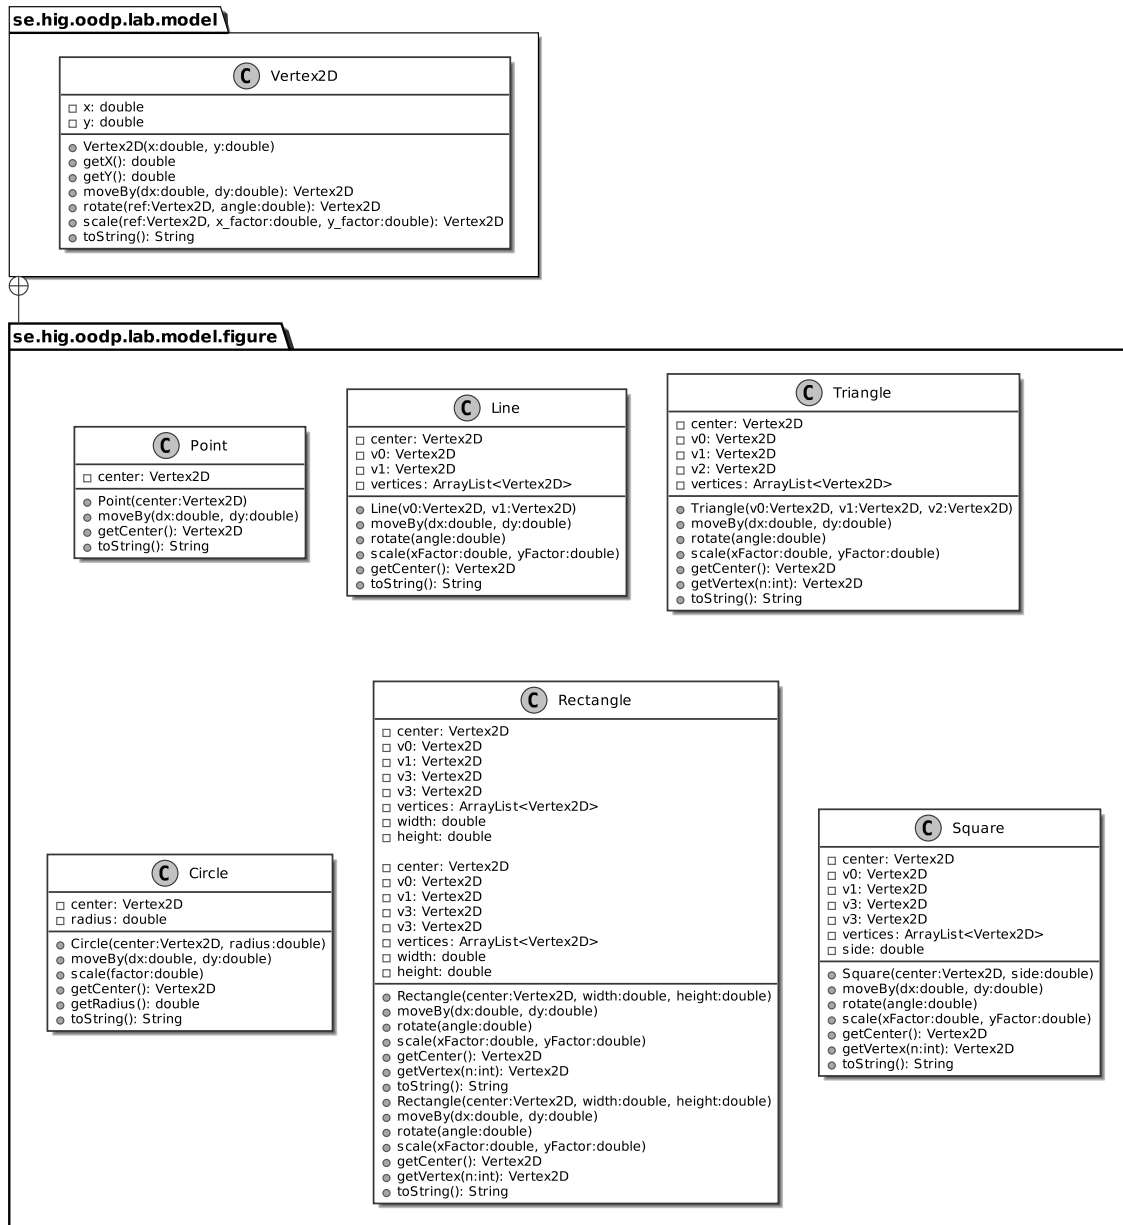 se.hig.oodp.lab.model
C Vertex2D
x: double
y: double
Vertex2D(x:double, y:double)
getX(): double
getY(): double
moveBy(dx:double, dy:double): Vertex2D
rotate(ref:Vertex2D, angle:double): Vertex2D
scale(ref:Vertex2D, x_factor:double, y_factor:double): Vertex2D
toString(): String
se.hig.oodp.lab.model.figure
C Point
center: Vertex2D
Point(center:Vertex2D)
moveBy(dx:double, dy:double)
getCenter(): Vertex2D
toString(): String
C Line
center: Vertex2D
v0: Vertex2D
v1: Vertex2D
vertices: ArrayList<Vertex2D>
Line(v0:Vertex2D, v1:Vertex2D)
moveBy(dx:double, dy:double)
rotate(angle:double)
scale(xFactor:double, yFactor:double)
getCenter(): Vertex2D
toString(): String
C Triangle
center: Vertex2D
v0: Vertex2D
v1: Vertex2D
v2: Vertex2D
vertices: ArrayList<Vertex2D>
Triangle(v0:Vertex2D, v1:Vertex2D, v2:Vertex2D)
moveBy(dx:double, dy:double)
rotate(angle:double)
scale(xFactor:double, yFactor:double)
getCenter(): Vertex2D
getVertex(n:int): Vertex2D
toString(): String
C Circle
center: Vertex2D
radius: double
Circle(center:Vertex2D, radius:double)
moveBy(dx:double, dy:double)
scale(factor:double)
getCenter(): Vertex2D
getRadius(): double
toString(): String
C Rectangle
center: Vertex2D
v0: Vertex2D
v1: Vertex2D
v3: Vertex2D
v3: Vertex2D
vertices: ArrayList<Vertex2D>
width: double
height: double
center: Vertex2D
v0: Vertex2D
v1: Vertex2D
v3: Vertex2D
v3: Vertex2D
vertices: ArrayList<Vertex2D>
width: double
height: double
Rectangle(center:Vertex2D, width:double, height:double)
moveBy(dx:double, dy:double)
rotate(angle:double)
scale(xFactor:double, yFactor:double)
getCenter(): Vertex2D
getVertex(n:int): Vertex2D
toString(): String
Rectangle(center:Vertex2D, width:double, height:double)
moveBy(dx:double, dy:double)
rotate(angle:double)
scale(xFactor:double, yFactor:double)
getCenter(): Vertex2D
getVertex(n:int): Vertex2D
toString(): String
C Square
center: Vertex2D
v0: Vertex2D
v1: Vertex2D
v3: Vertex2D
v3: Vertex2D
vertices: ArrayList<Vertex2D>
side: double
Square(center:Vertex2D, side:double)
moveBy(dx:double, dy:double)
rotate(angle:double)
scale(xFactor:double, yFactor:double)
getCenter(): Vertex2D
getVertex(n:int): Vertex2D
toString(): String